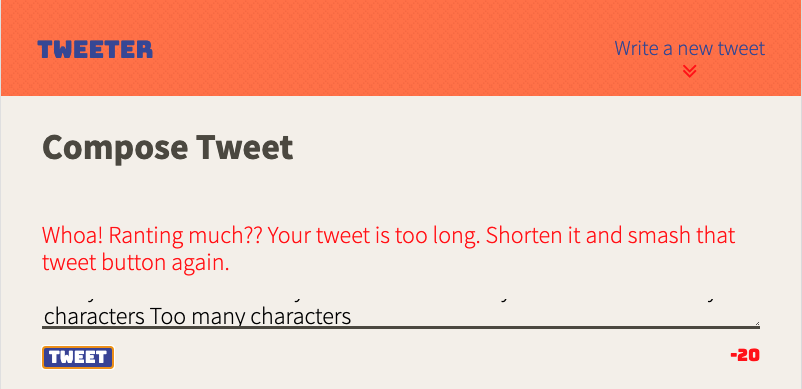 TWEETER
Write a new tweet
Compose Tweet
Whoa! Ranting much?? Your tweet is too long. Shorten it and smash that
tweet button again.
characters Too many characters
TWEET
-20